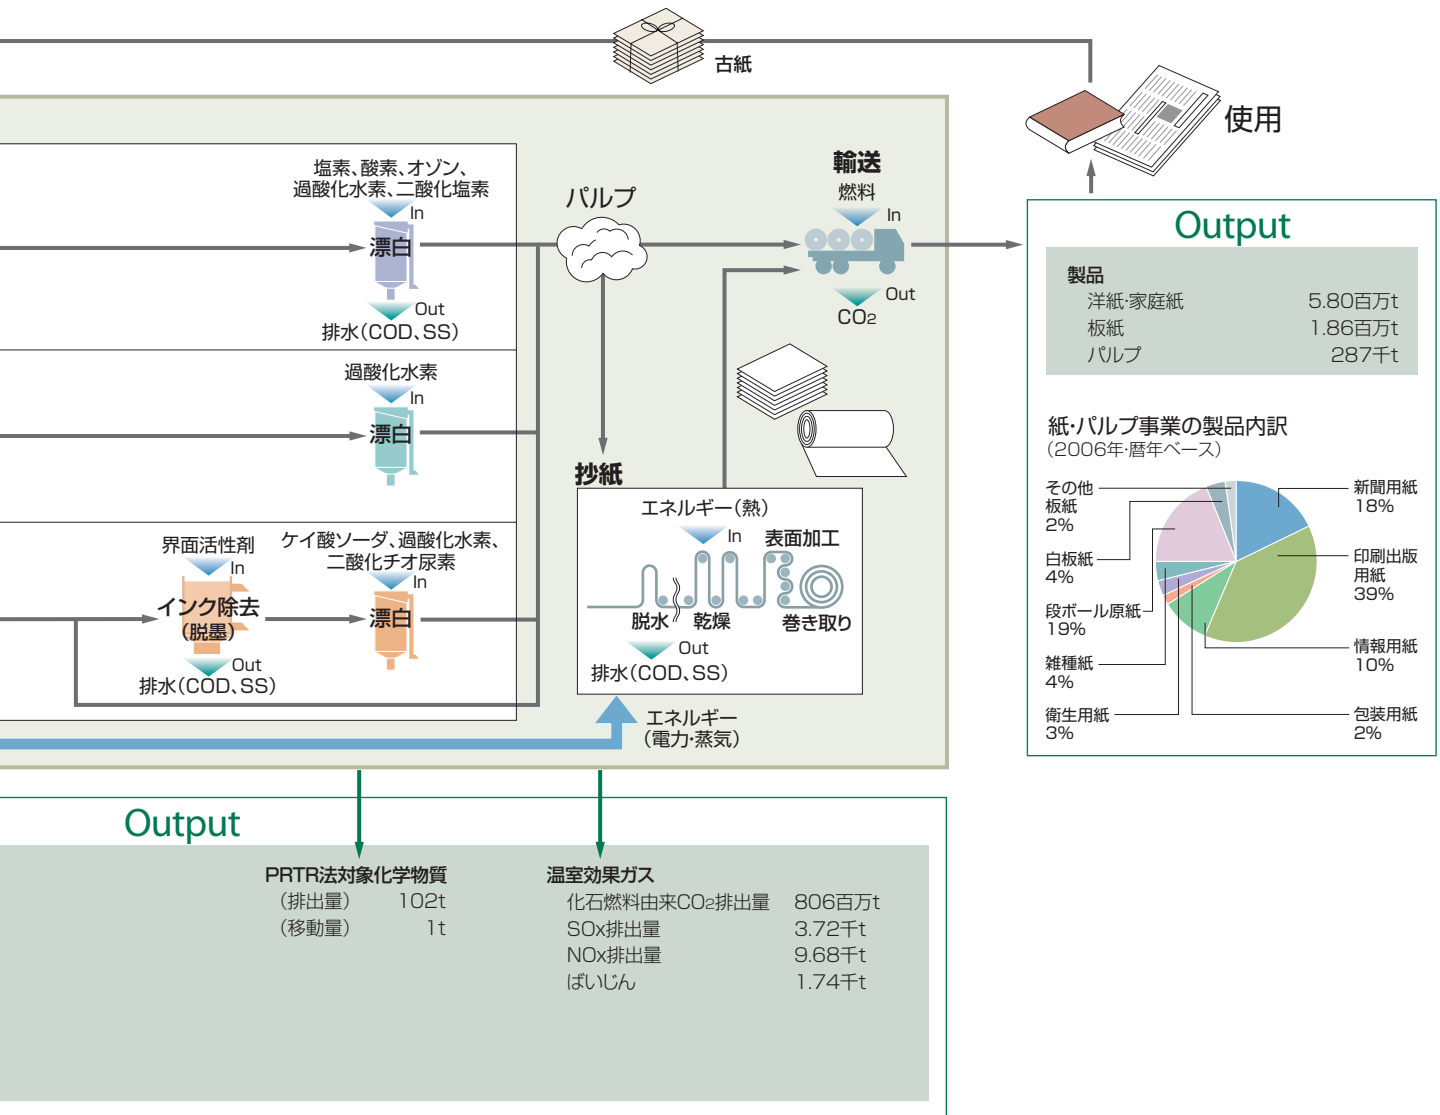 古紙
使用
塩素、酸素、オゾン、
過酸化水素、二酸化塩素
In
漂白
Out
排水(COD、SS)
パルプ
輸送
燃料
In
Out
CO2
過酸化水素
In
漂白
界面活性剤
In
インク除去
(脱墨)
Out
排水(COD、SS)
ケイ酸ソーダ、過酸化水素、
二酸化チオ尿素
In
漂白
抄紙
エネルギー(熱)
In
表面加工
脱水
乾燥
巻き取り
Out
排水(COD、SS)
エネルギー
(電力・蒸気)
Output
製品
洋紙・家庭紙 5.80百万t
板紙 1.86百万t
パルプ 287千t
紙・パルプ事業の製品内訳
(2006年・暦年ベース)
その他
板紙
2%
白板紙
4%
段ボール原紙
19%
雑種紙
4%
衛生用紙
3%
新聞用紙
18%
印刷出版
用紙
39%
情報用紙
10%
包装用紙
2%
Output
PRTR法対象化学物質
(排出量) 102t
(移動量) 1t
温室効果ガス
化石燃料由来CO2排出量 806百万t
SOx排出量 3.72千t
NOx排出量 9.68千t
ばいじん 1.74千t